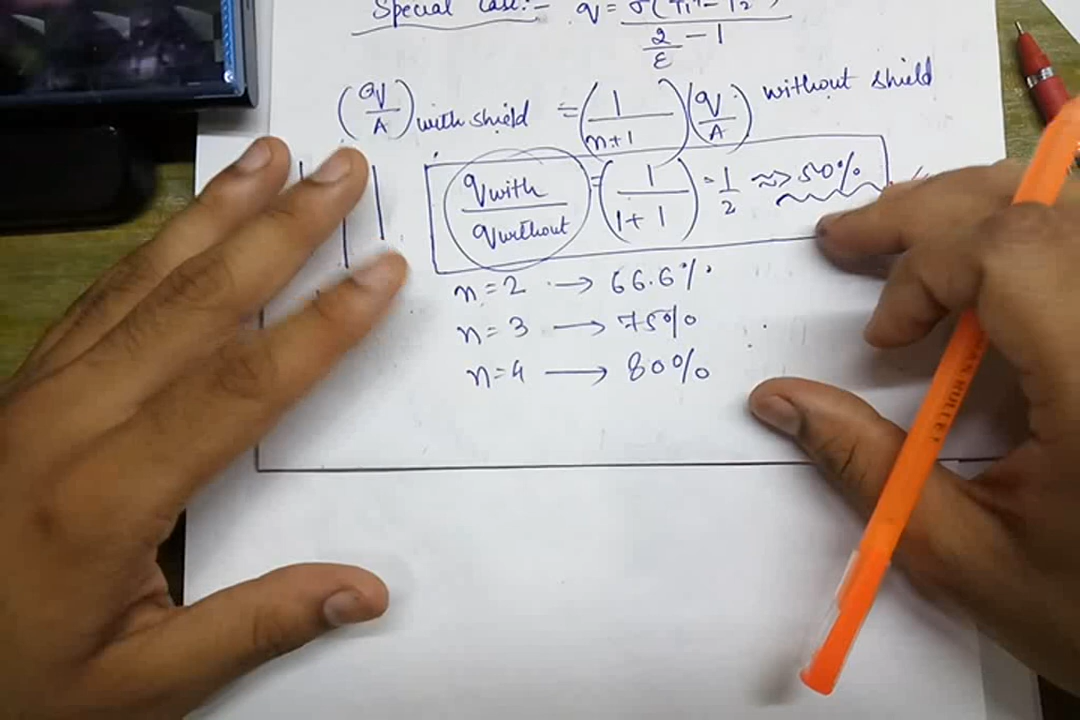 Special Case:- q = σ(T₁⁴-T₂⁴) / (2/ε - 1)
(q/A) with shield = (1/(n+1)) (q/A) without shield
q with / q without = (1/(1+1)) = 1/2 ≈> 50%
n=2 → 66.6%
n=3 → 75%
n=4 → 80%